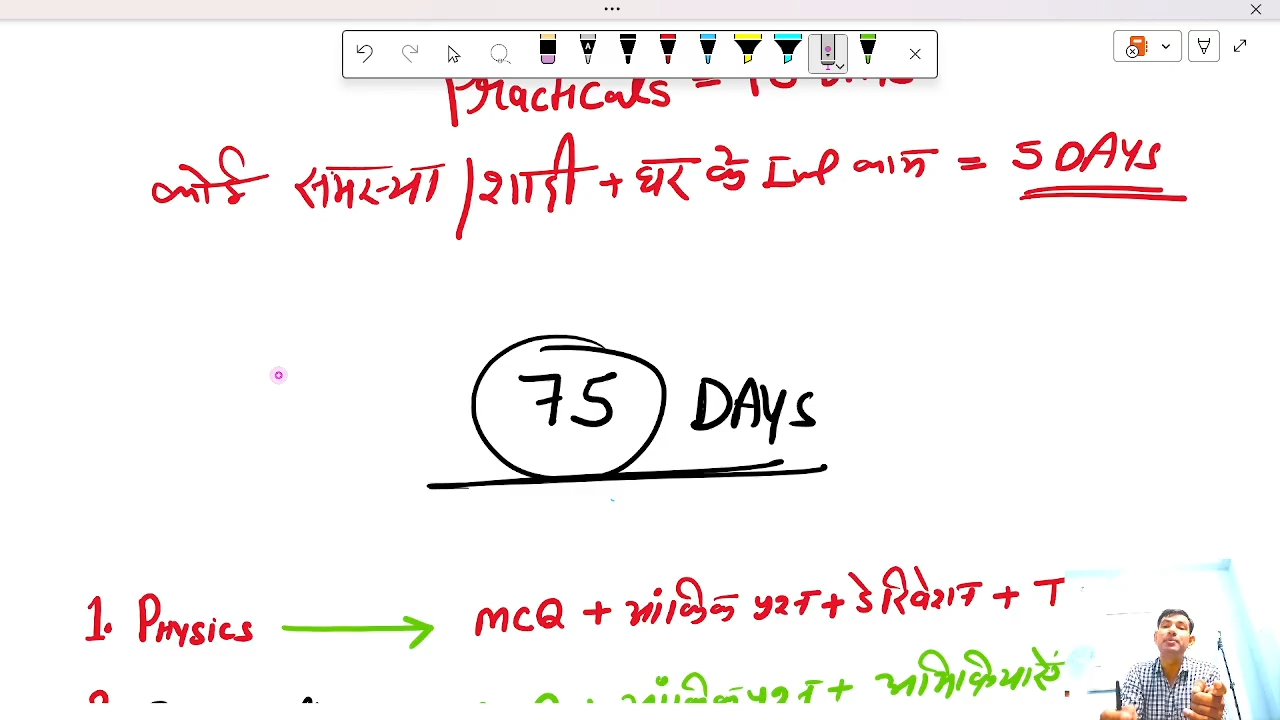 Practicals =
कोई समस्या / शादी + घर के Imp काम = 5 DAYS
75 DAYS
1. Physics → MCQ + आंकिक प्रश्न + डेरिवेशन + T
आंकिक प्रश्न + अभिक्रियाएं